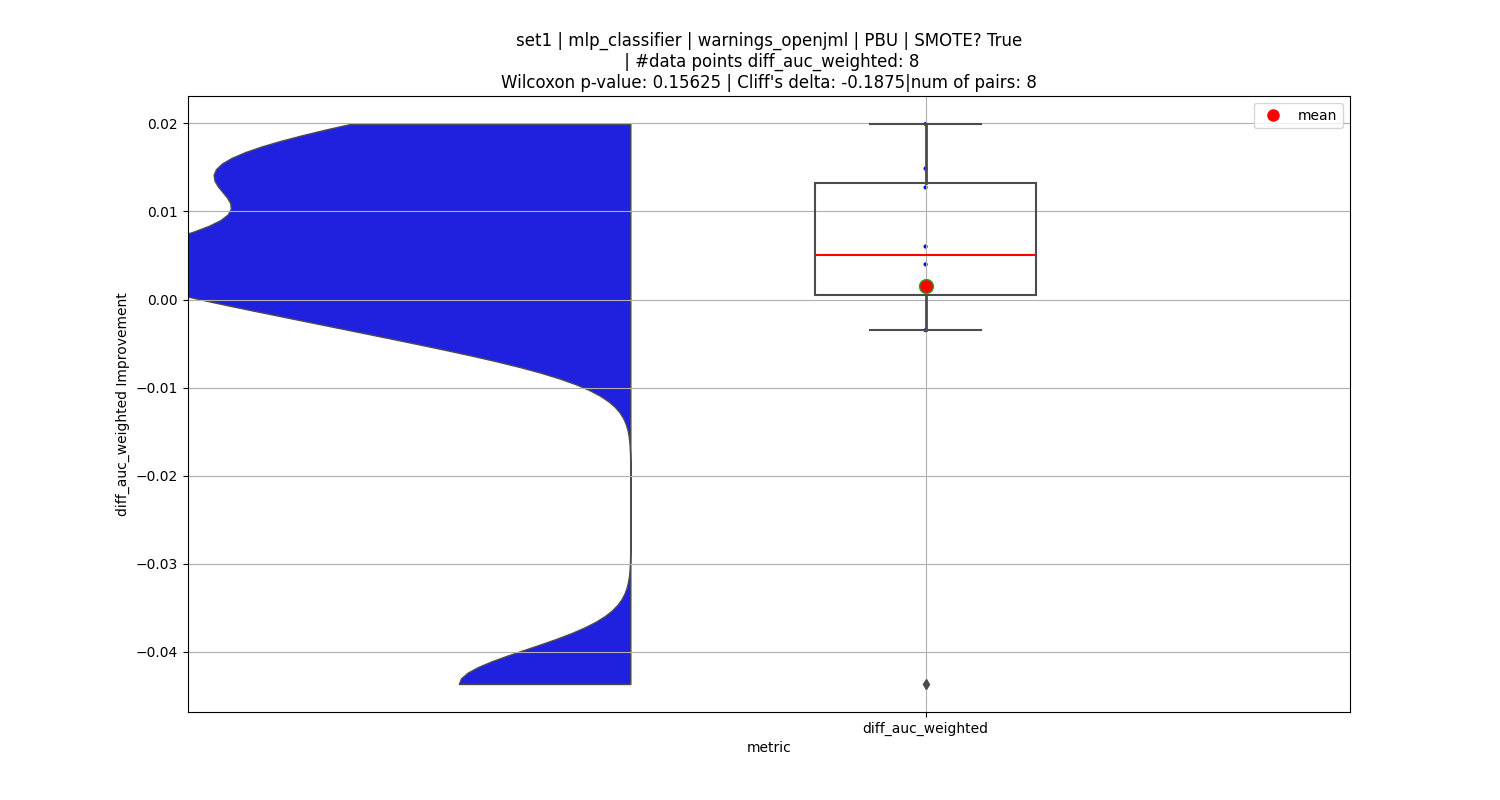 set1 | mlp_classifier | warnings_openjml | PBU | SMOTE? True
| #data points diff_auc_weighted: 8
Wilcoxon p-value: 0.15625 | Cliff's delta: -0.1875|num of pairs: 8
mean
0.02
0.01
0.00
−0.01
−0.02
−0.03
−0.04
diff_auc_weighted Improvement
diff_auc_weighted
metric